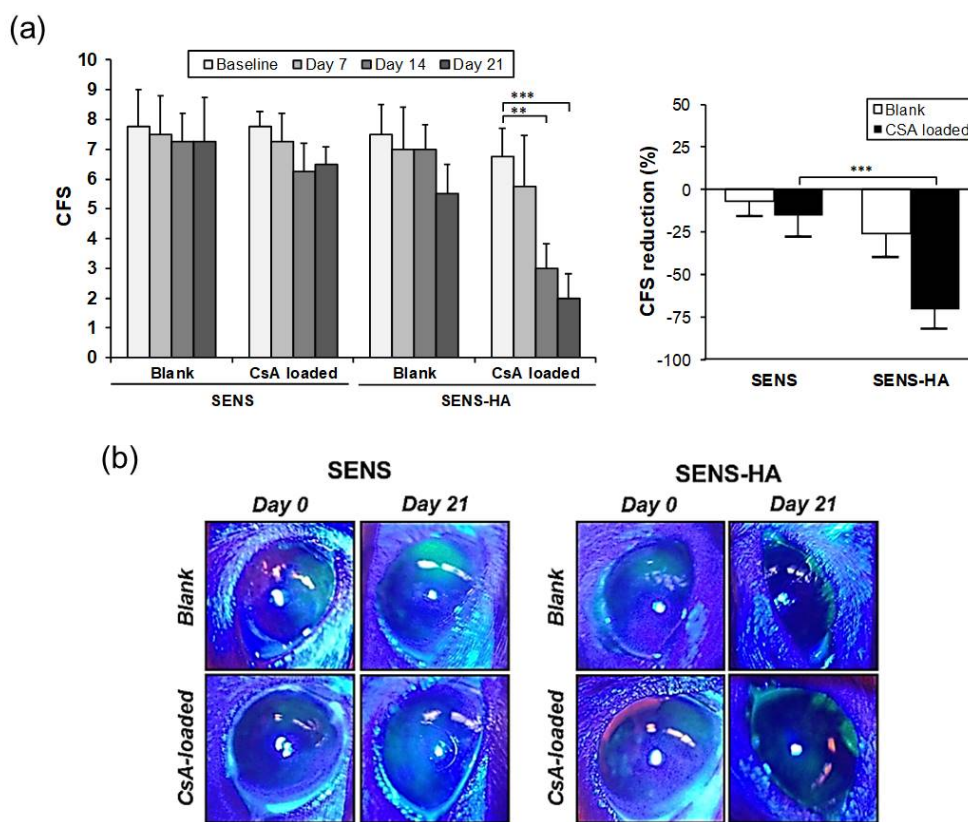 (a)
Baseline Day 7 Day 14 Day 21
CFS
10
9
8
7
6
5
4
3
2
1
0
***
**
Blank CsA loaded Blank CsA loaded
SENS SENS-HA
Blank
CSA loaded
CFS reduction (%)
50
25
0
-25
-50
-75
-100
***
SENS SENS-HA
(b)
SENS SENS-HA
Day 0 Day 21 Day 0 Day 21
Blank Blank
CsA-loaded CsA-loaded